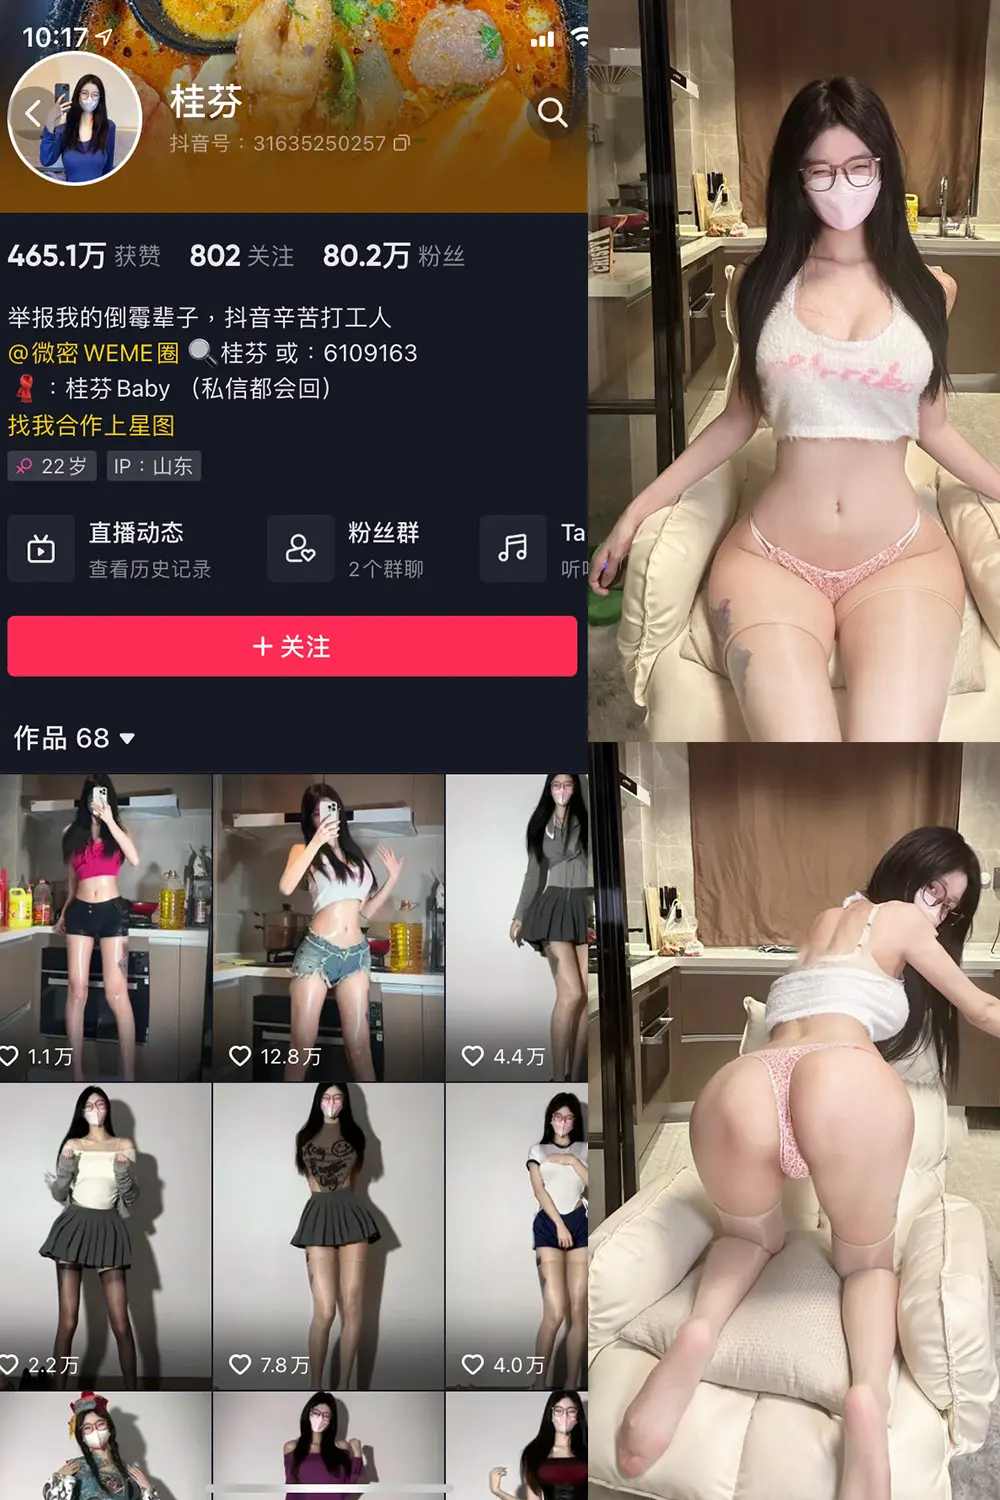 10:17
桂芬
抖音号：31635250257
465.1万 获赞 802 关注 80.2万 粉丝
举报我的倒霉辈子，抖音辛苦打工人
@微密WEME圈 桂芬 或：6109163
：桂芬Baby （私信都会回）
找我合作上星图
22岁 IP：山东
直播动态 粉丝群 Ta
查看历史记录 2个群聊
+ 关注
作品 68
1.1万 12.8万 4.4万
2.2万 7.8万 4.0万